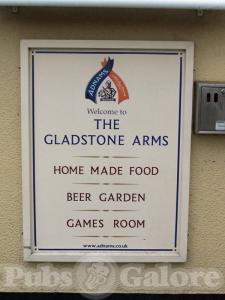 ADNAMS
Welcome to
THE
GLADSTONE ARMS
HOME MADE FOOD
BEER GARDEN
GAMES ROOM
www.adnams.co.uk
PUBS GALORE